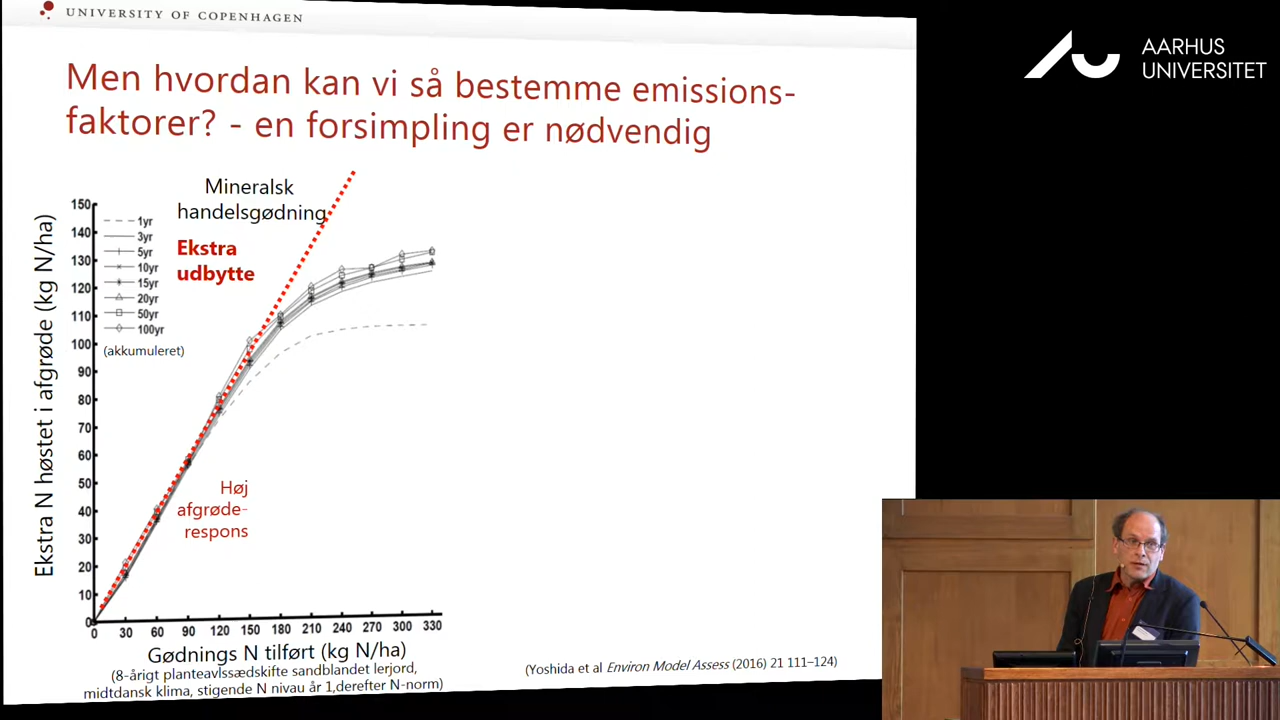 UNIVERSITY OF COPENHAGEN
AARHUS
UNIVERSITET
Men hvordan kan vi så bestemme emissions-
faktorer? - en forsimpling er nødvendig
Mineralsk
handelsgødning
Ekstra
udbytte
1yr
3yr
5yr
10yr
15yr
20yr
50yr
100yr
(akkumuleret)
Høj
afgrøde-
respons
Ekstra N høstet i afgrøde (kg N/ha)
150
140
130
120
110
100
90
80
70
60
50
40
30
20
10
0
0 30 60 90 120 150 180 210 240 270 300 330
Gødnings N tilført (kg N/ha)
(8-årigt planteavlssædskifte sandblandet lerjord,
midtdansk klima, stigende N nivau år 1,derefter N-norm)
(Yoshida et al Environ Model Assess (2016) 21 111–124)